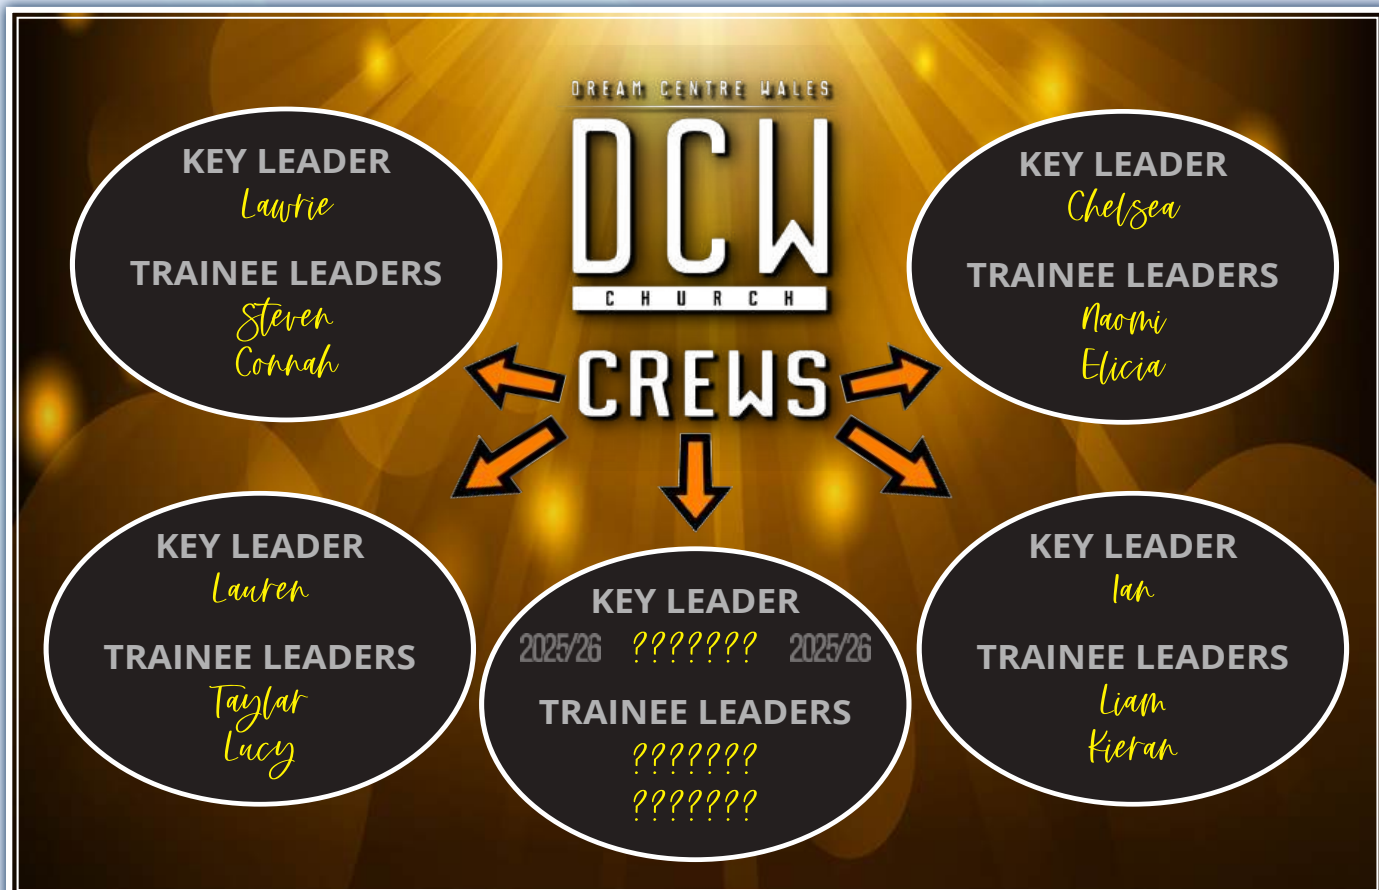 DREAM CENTRE WALES
DCW
CHURCH
CREWS
KEY LEADER
Lawrie
TRAINEE LEADERS
Steven
Connah
KEY LEADER
Chelsea
TRAINEE LEADERS
Naomi
Elicia
KEY LEADER
Lauren
TRAINEE LEADERS
Taylar
Lucy
KEY LEADER
2025/26 ??????? 2025/26
TRAINEE LEADERS
???????
???????
KEY LEADER
Ian
TRAINEE LEADERS
Liam
Kieran